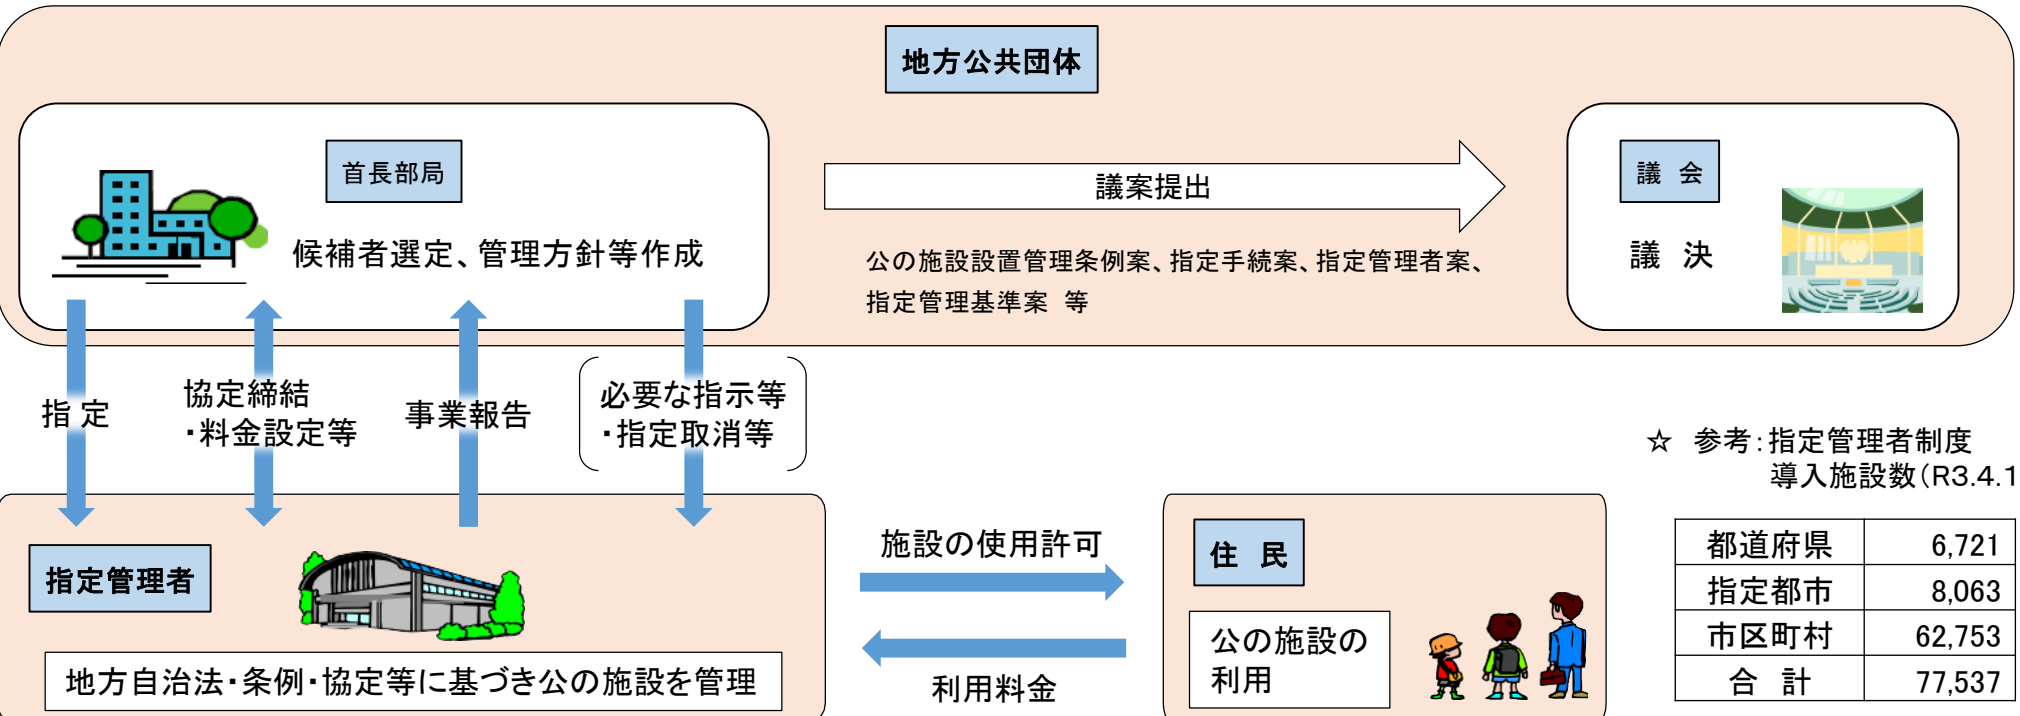 地方公共団体
首長部局
候補者選定、管理方針等作成
議案提出
公の施設設置管理条例案、指定手続案、指定管理者案、
指定管理基準案 等
議 会
議 決
指 定
協定締結
・料金設定等
事業報告
必要な指示等
・指定取消等
指定管理者
地方自治法・条例・協定等に基づき公の施設を管理
施設の使用許可
利用料金
住 民
公の施設の
利用
☆ 参考：指定管理者制度
導入施設数（R3.4.1
都道府県 6,721
指定都市 8,063
市区町村 62,753
合 計 77,537